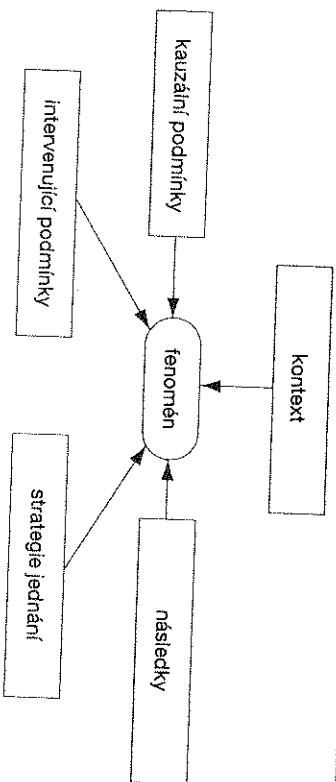 kontext
kauzální podmínky
fenomén
následky
intervenující podmínky
strategie jednání